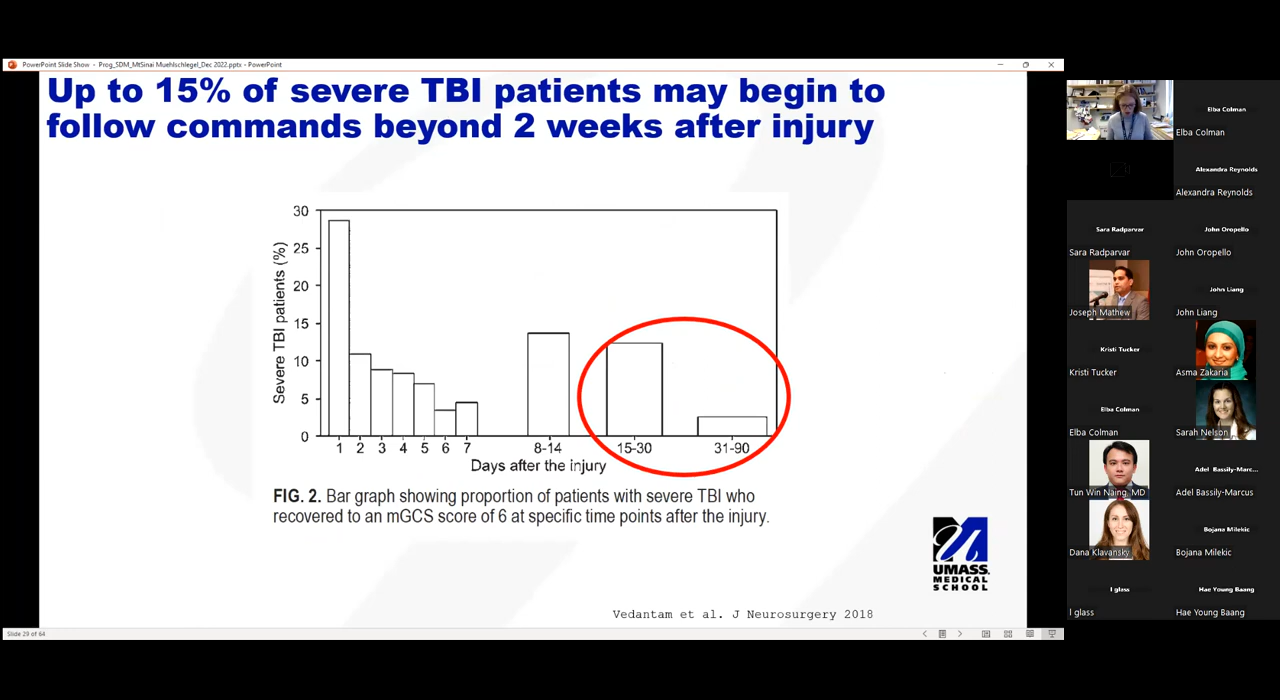 PowerPoint Slide Show - Prog_SDM_MtSinai Muehlschlegel_Dec 2022.pptx - PowerPoint
Up to 15% of severe TBI patients may begin to
follow commands beyond 2 weeks after injury
Severe TBI patients (%)
30
25
20
15
10
5
0
1 2 3 4 5 6 7 8-14 15-30 31-90
Days after the injury
FIG. 2. Bar graph showing proportion of patients with severe TBI who
recovered to an mGCS score of 6 at specific time points after the injury.
UMASS
MEDICAL
SCHOOL
Vedantam et al. J Neurosurgery 2018
Slide 29 of 64
Elba Colman
Elba Colman
Alexandra Reynolds
Alexandra Reynolds
Sara Radparvar
Sara Radparvar
John Oropello
John Oropello
Joseph Mathew
John Liang
John Liang
Kristi Tucker
Kristi Tucker
Asma Zakaria
Elba Colman
Elba Colman
Sarah Nelson
Tun Win Naing, MD
Adel Bassily-Marc...
Adel Bassily-Marcus
Dana Klavansky
Bojana Milekic
Bojana Milekic
l glass
l glass
Hae Young Baang
Hae Young Baang